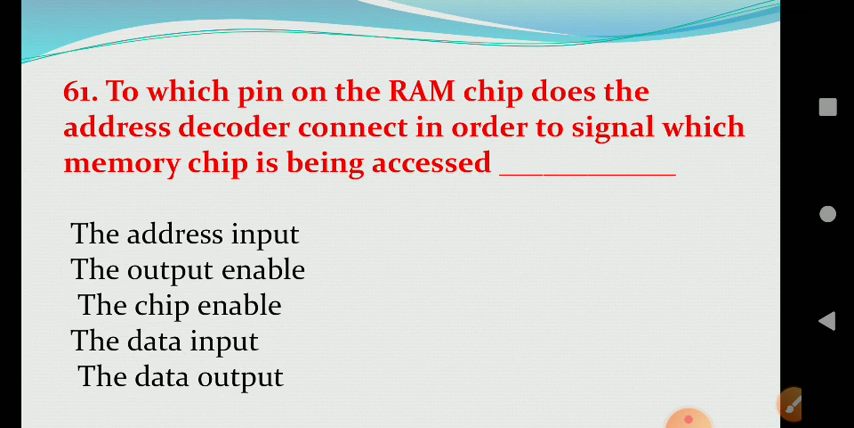 61. To which pin on the RAM chip does the
address decoder connect in order to signal which
memory chip is being accessed ____________
The address input
The output enable
The chip enable
The data input
The data output